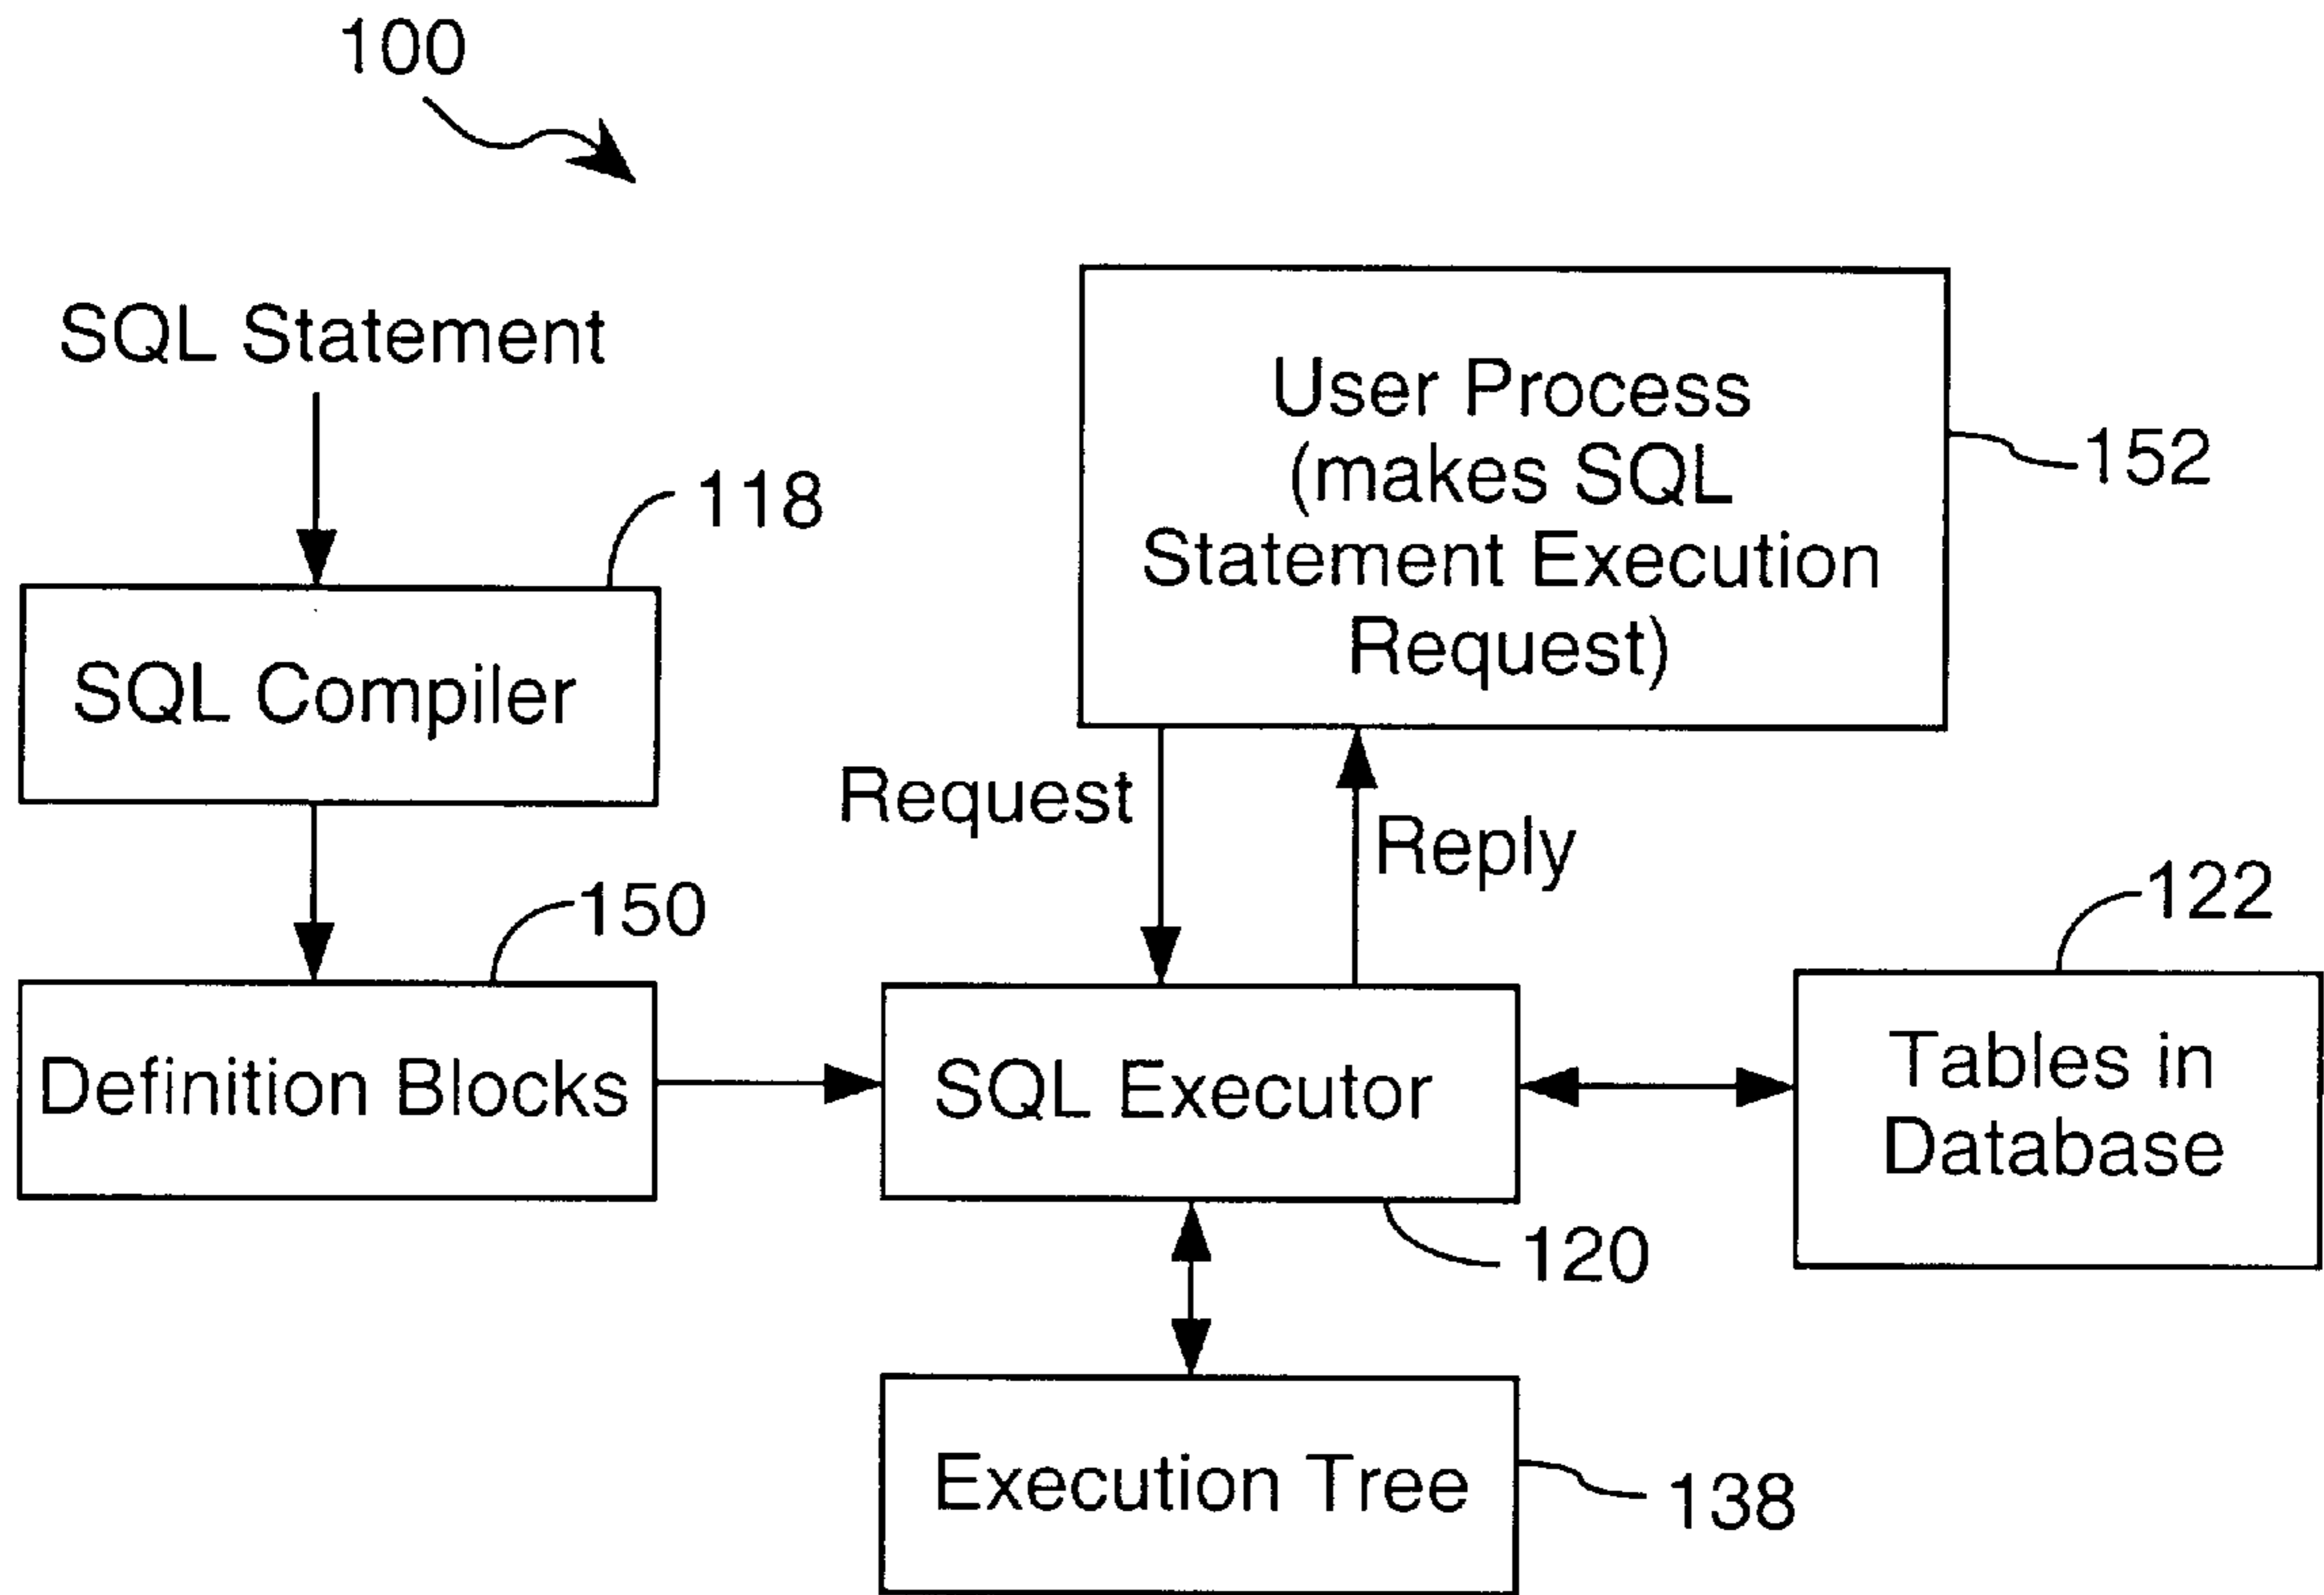 100
SQL Statement
118
SQL Compiler
User Process
(makes SQL
Statement Execution
Request)
152
Request
Reply
150
Definition Blocks
SQL Executor
120
122
Tables in
Database
Execution Tree
138